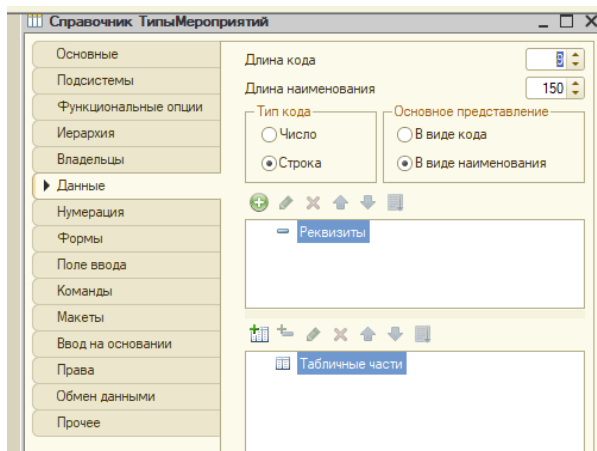 Справочник ТипыМероприятий
Основные
Подсистемы
Функциональные опции
Иерархия
Владельцы
Данные
Нумерация
Формы
Поле ввода
Команды
Макеты
Ввод на основании
Права
Обмен данными
Прочее
Длина кода 9
Длина наименования 150
Тип кода
Число
Строка
Основное представление
В виде кода
В виде наименования
Реквизиты
Табличные части